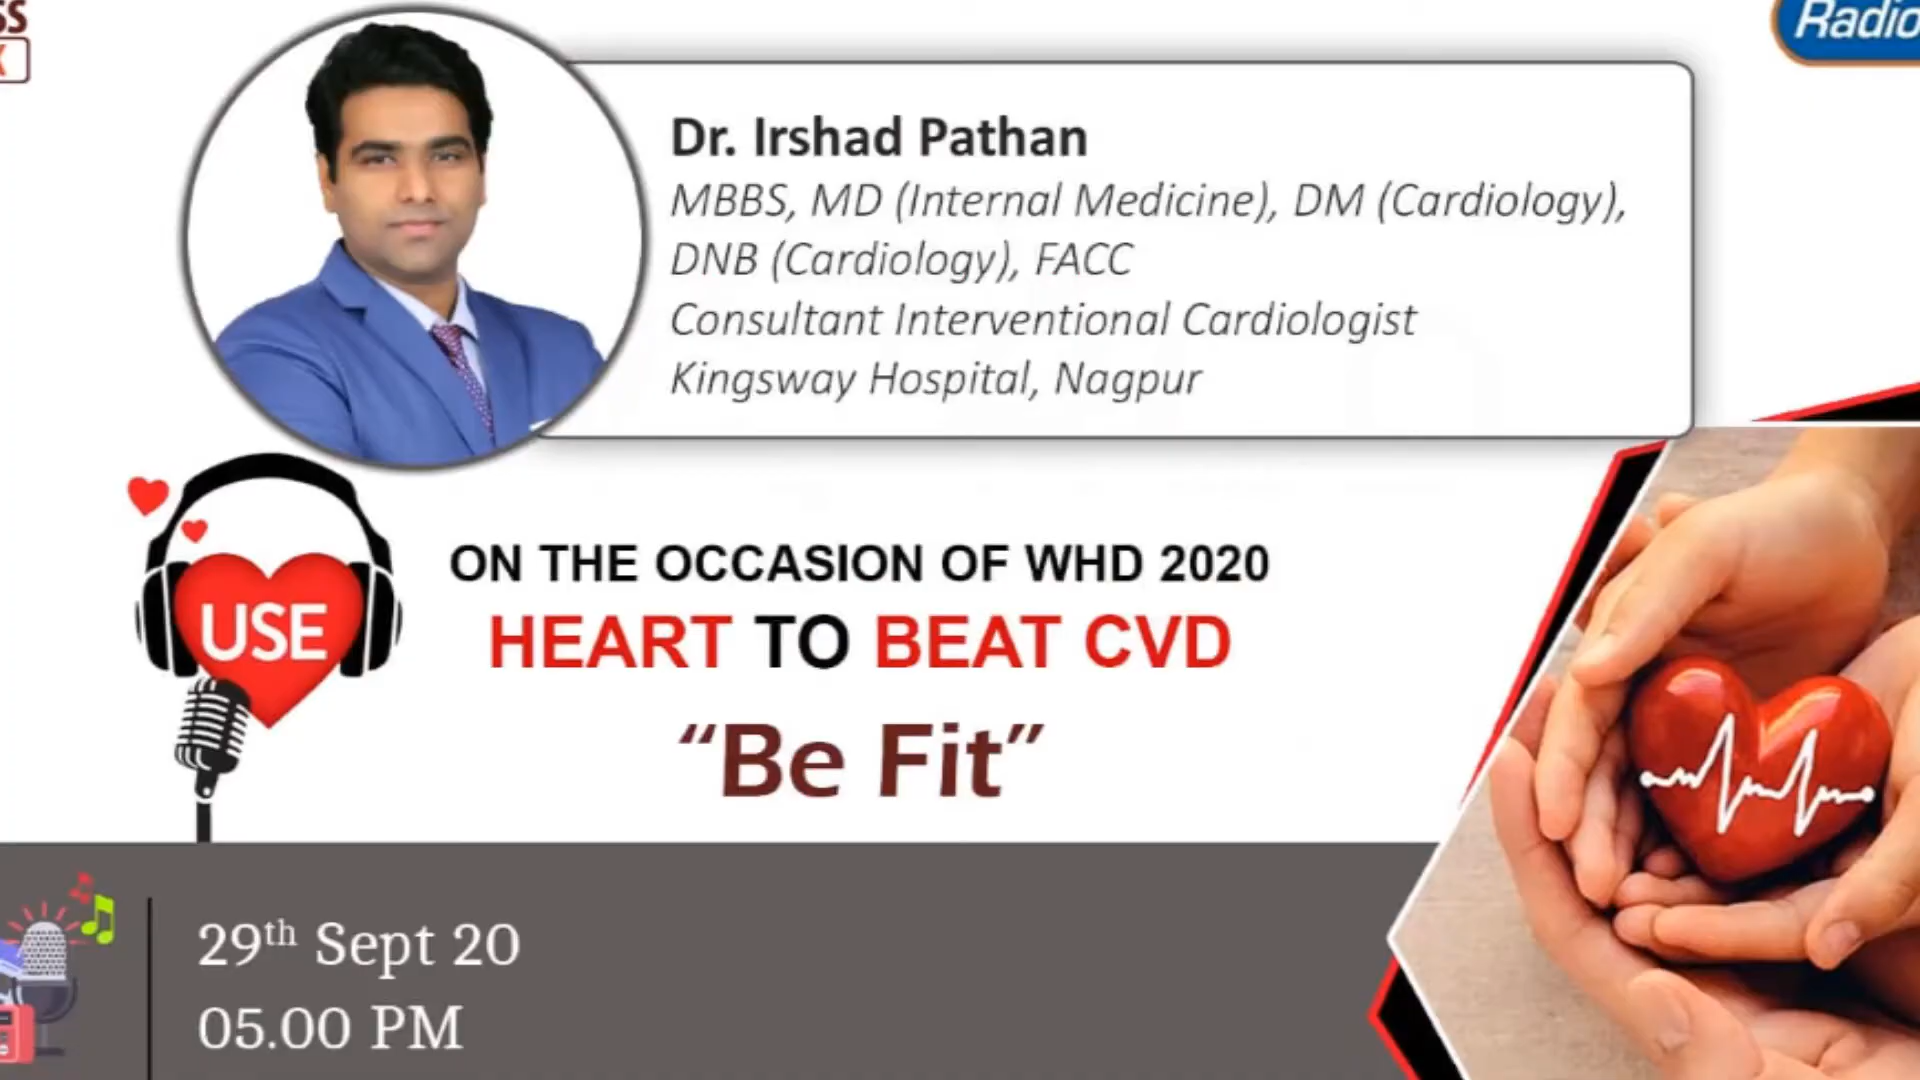 Radio
Dr. Irshad Pathan
MBBS, MD (Internal Medicine), DM (Cardiology),
DNB (Cardiology), FACC
Consultant Interventional Cardiologist
Kingsway Hospital, Nagpur
USE
ON THE OCCASION OF WHD 2020
HEART TO BEAT CVD
“Be Fit”
29th Sept 20
05.00 PM